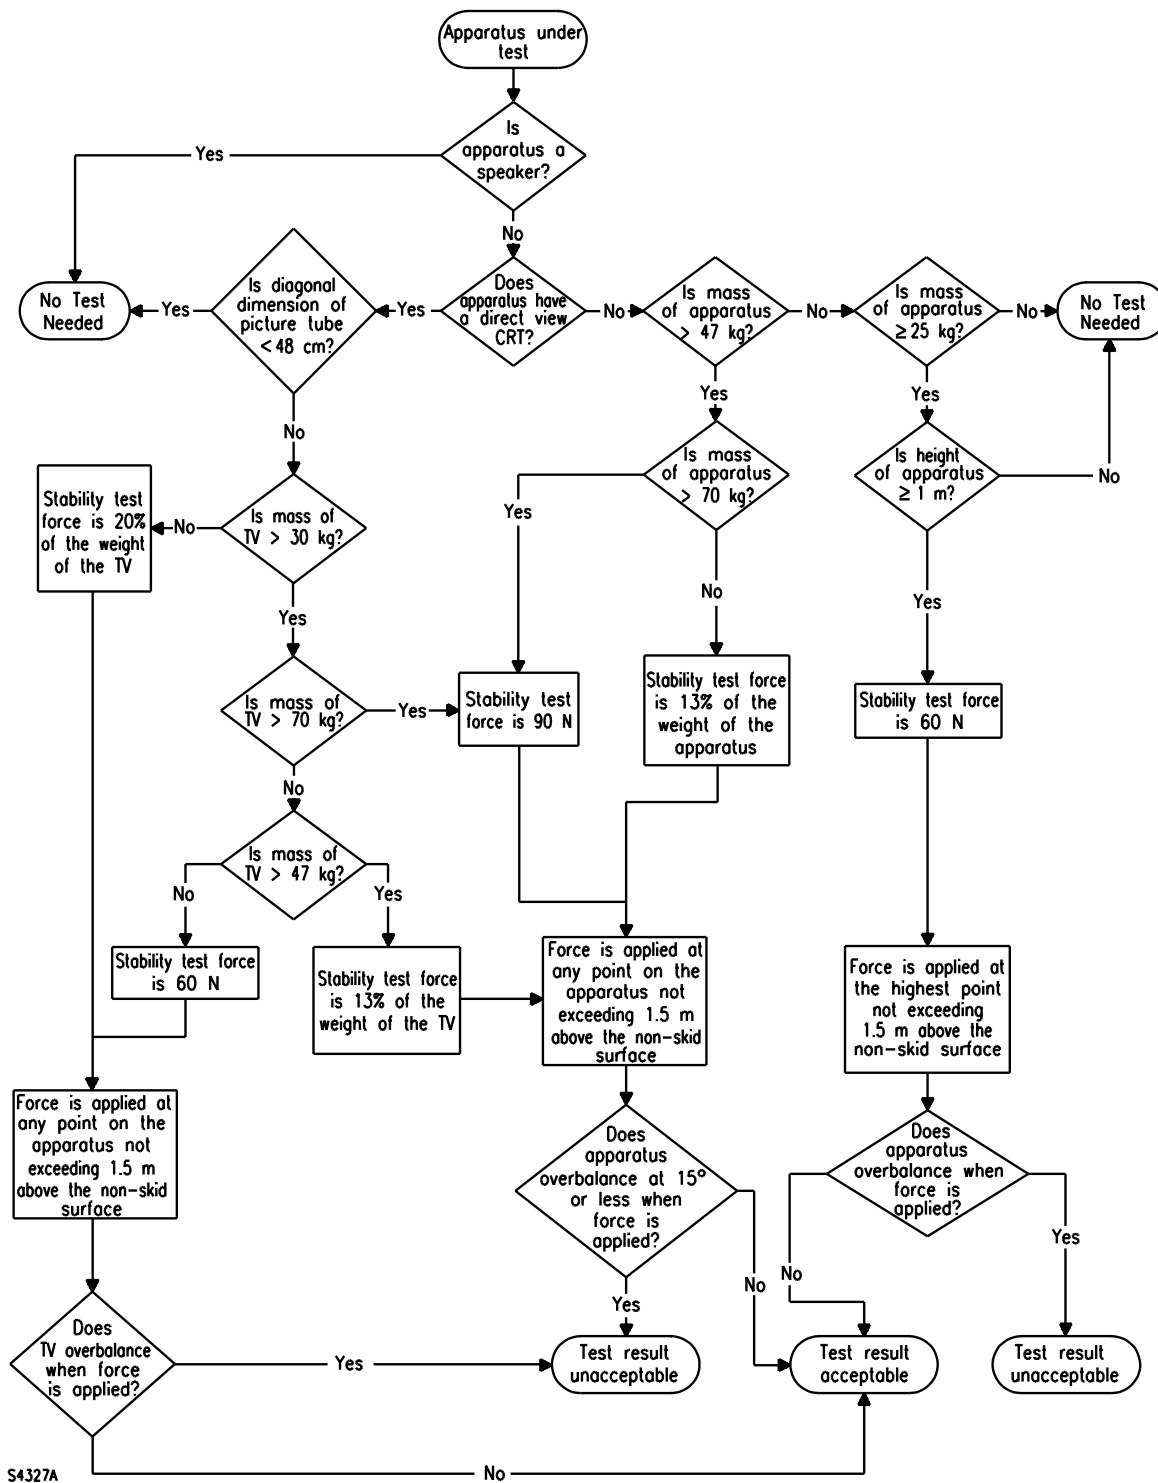 Apparatus under
test
Is
apparatus a
speaker?
Yes
No
Is diagonal
dimension of
picture tube
<48 cm?
Yes
No Test
Needed
Does
apparatus have
a direct view
CRT?
Yes
No
Is mass
of apparatus
> 47 kg?
No
Is mass
of apparatus
≥25 kg?
No
No Test
Needed
No
Yes
Yes
Is mass
of apparatus
> 70 kg?
Is height
of apparatus
≥ 1 m?
No
Stability test
force is 20%
of the weight
of the TV
No
Is mass of
TV > 30 kg?
Yes
No
Yes
Yes
Is mass of
TV > 70 kg?
Yes
Stability test
force is 90 N
Stability test force
is 13% of the
weight of the
apparatus
Stability test force
is 60 N
No
Is mass of
TV > 47 kg?
No
Yes
Stability test force
is 60 N
Stability test force
is 13% of the
weight of the TV
Force is applied at
any point on the
apparatus not
exceeding 1.5 m
above the non-skid
surface
Force is applied at
the highest point
not exceeding
1.5 m above the
non-skid surface
Force is applied at
any point on the
apparatus not
exceeding 1.5 m
above the non-skid
surface
Does
apparatus
overbalance at 15°
or less when
force is
applied?
Does
apparatus
overbalance when
force is
applied?
No
No
Yes
Yes
Does
TV overbalance
when force
is applied?
Yes
Test result
unacceptable
Test result
acceptable
Test result
unacceptable
No
S4327A